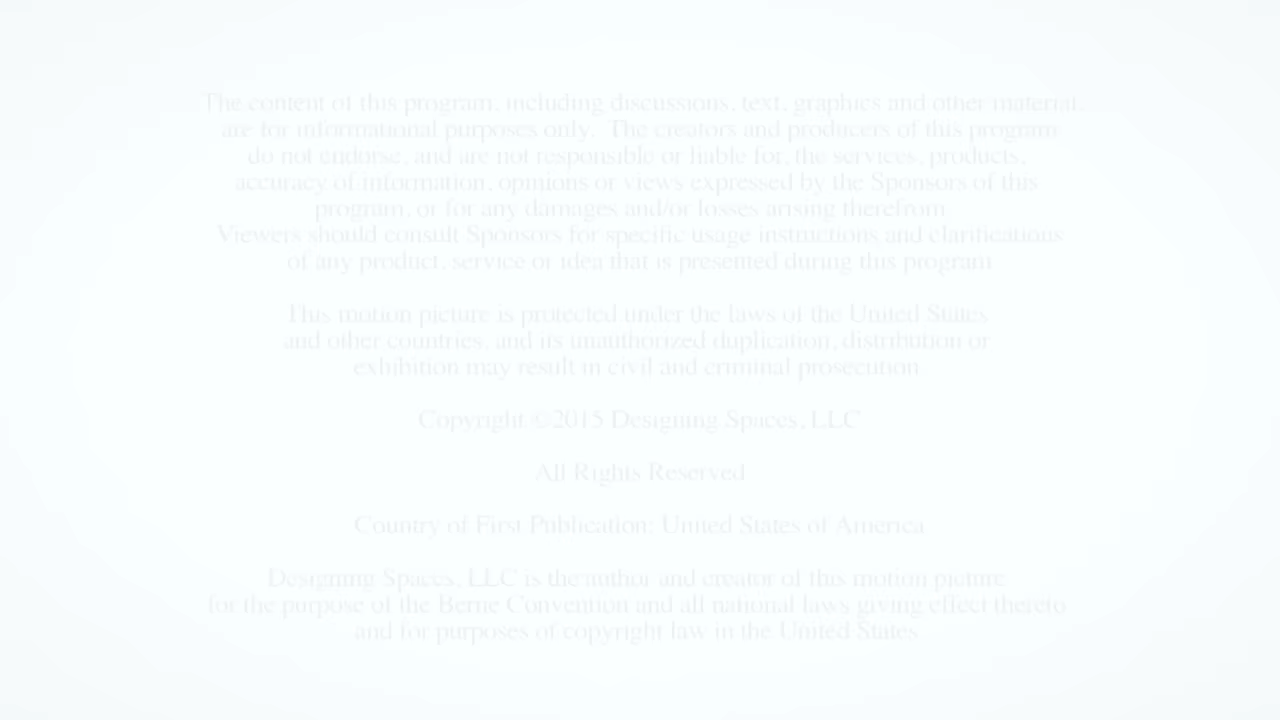 The content of this program, including discussions, text, graphics and other material,
are for informational purposes only. The creators and producers of this program
do not endorse, and are not responsible or liable for, the services, products,
accuracy of information, opinions or views expressed by the Sponsors of this
program, or for any damages and/or losses arising therefrom
Viewers should consult Sponsors for specific usage instructions and clarifications
of any product, service or idea that is presented during this program
This motion picture is protected under the laws of the United States
and other countries, and its unauthorized duplication, distribution or
exhibition may result in civil and criminal prosecution
Copyright ©2015 Designing Spaces, LLC
All Rights Reserved
Country of First Publication: United States of America
Designing Spaces, LLC is the author and creator of this motion picture
for the purpose of the Berne Convention and all national laws giving effect thereto
and for purposes of copyright law in the United States.